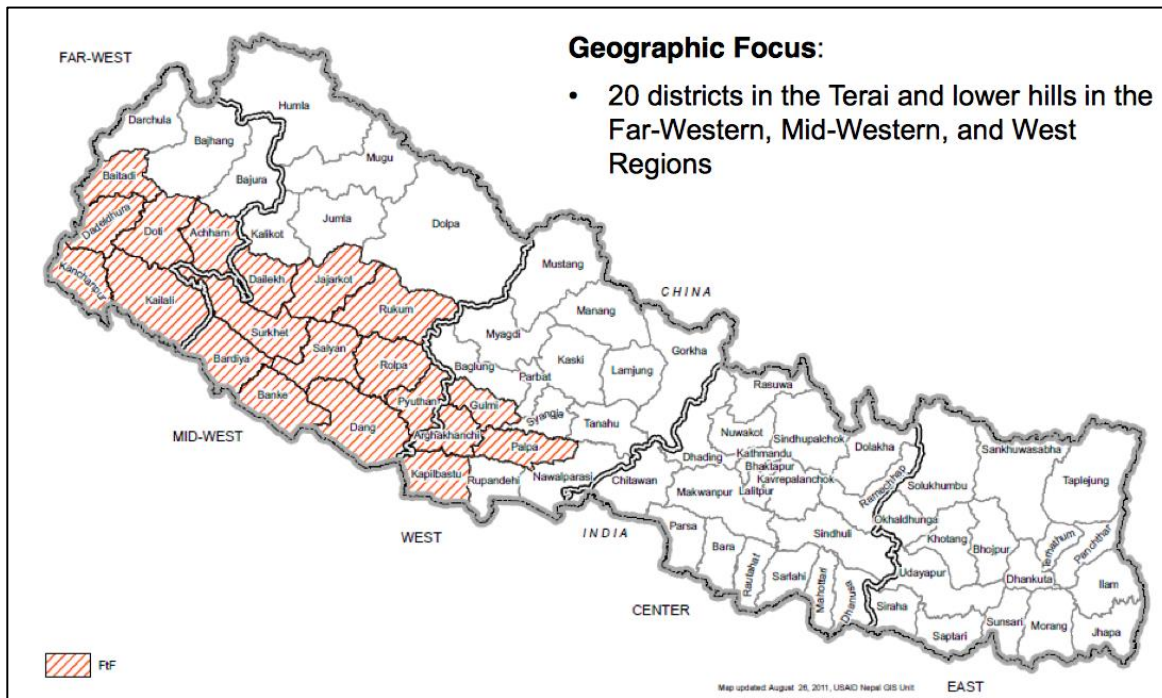 Geographic Focus:
• 20 districts in the Terai and lower hills in the
Far-Western, Mid-Western, and West
Regions
FAR-WEST
Humla
Darchula
Bajhang
Mugu
Baitadi
Bajura
Dadeldhura
Doti
Achham
Kalikot
Jumla
Dolpa
Kanchanpur
Kailali
Dailekh
Jajarkot
Rukum
Mustang
CHINA
Manang
Surkhet
Salyan
Myagdi
Gorkha
Bardiya
Rolpa
Baglung
Kaski
Lamjung
Parbat
Banke
Pyuthan
Gulmi
Syangja
Tanahu
Rasuwa
MID-WEST
Dang
Arghakhanchi
Palpa
Nuwakot
Sindhupalchok
Dolakha
Sankhuwasabha
Kapilbastu
Rupandehi
Nawalparasi
Chitawan
Dhading
Kathmandu
Bhaktapur
Kavrepalanchok
Lalitpur
Ramechhap
Solukhumbu
Taplejung
Makwanpur
WEST
INDIA
Okhaldhunga
Khotang
Bhojpur
Terhathum
Panchthar
Parsa
Bara
Rautahat
Sarlahi
Mahottari
Dhanusa
Sindhuli
Udayapur
Dhankuta
Ilam
CENTER
Siraha
Saptari
Sunsari
Morang
Jhapa
FtF
Map updated: August 26, 2011, USAID Nepal GIS Unit
EAST